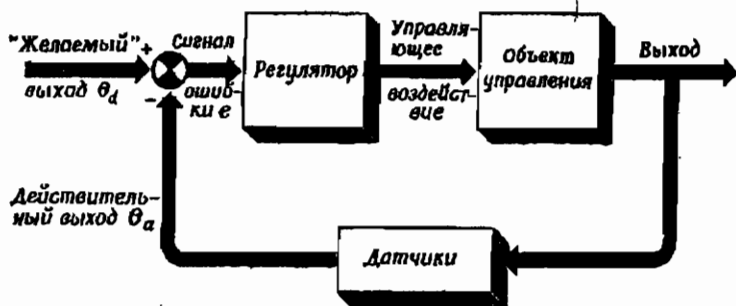 "Желаемый" +
выход θd
-
Сигнал
ошиб-
ки e
Регулятор
Управля-
ющее
воздейст-
вие
Объект
управления
Выход
Действитель-
ный выход θa
Датчики